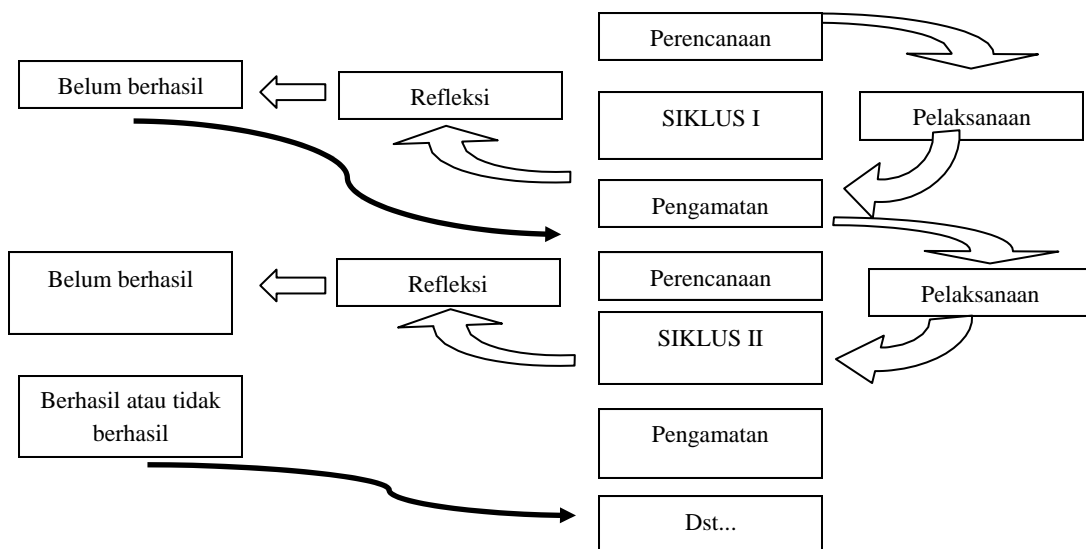 Perencanaan
Belum berhasil
Refleksi
SIKLUS I
Pelaksanaan
Pengamatan
Belum berhasil
Refleksi
Perencanaan
Pelaksanaan
SIKLUS II
Berhasil atau tidak
berhasil
Pengamatan
Dst...